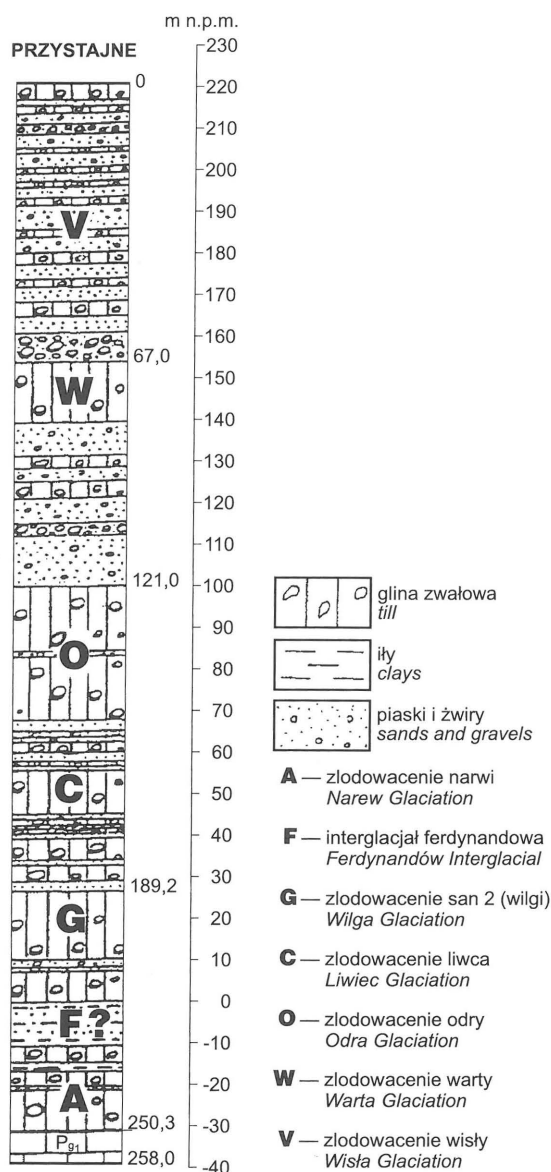 m n.p.m.
PRZYSTAJNE
230
0
220
210
200
190
V
180
170
160
67,0
150
W
140
130
120
110
121,0
100
90
O
80
70
60
C
50
40
30
189,2
G
20
10
0
F ?
-10
-20
A
250,3
-30
Pg1
258,0
-40
glina zwałowa
till
iły
clays
piaski i żwiry
sands and gravels
A — zlodowacenie narwi
Narew Glaciation
F — interglacjał ferdynandowa
Ferdynandów Interglacial
G — zlodowacenie san 2 (wilgi)
Wilga Glaciation
C — zlodowacenie liwca
Liwiec Glaciation
O — zlodowacenie odry
Odra Glaciation
W — zlodowacenie warty
Warta Glaciation
V — zlodowacenie wisły
Wisła Glaciation